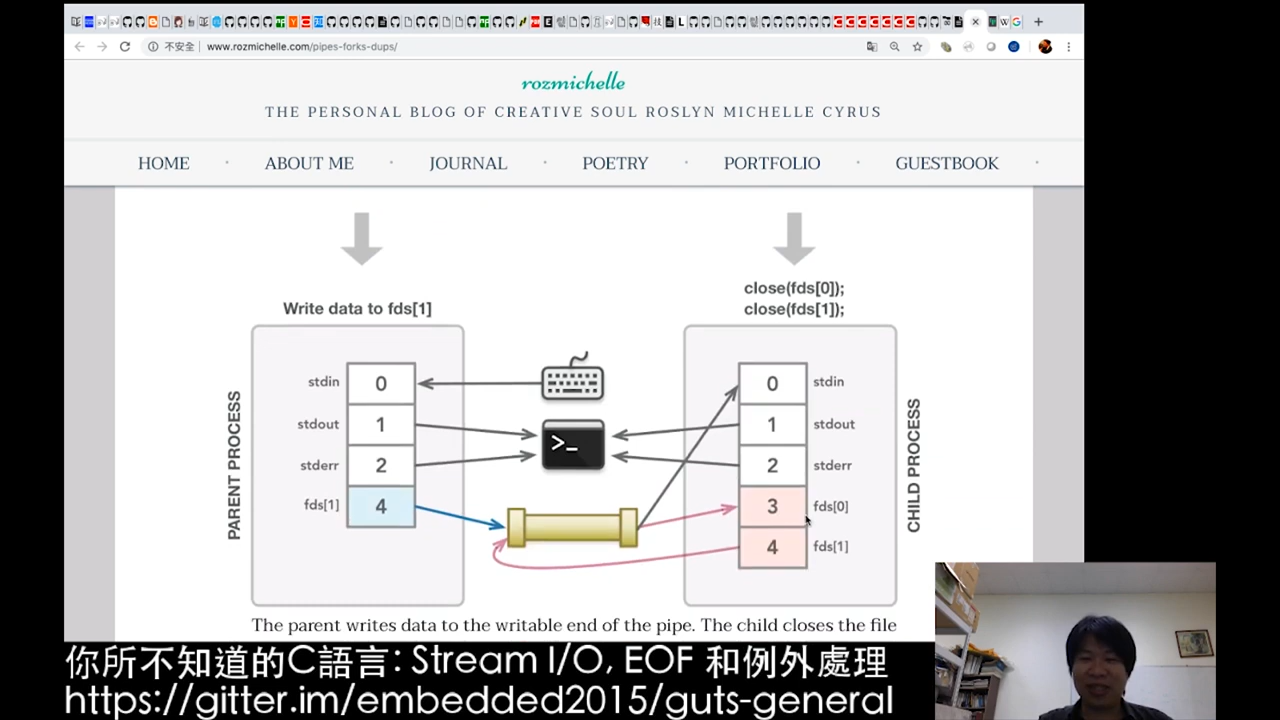 不安全 www.rozmichelle.com/pipes-forks-dups/
rozmichelle
THE PERSONAL BLOG OF CREATIVE SOUL ROSLYN MICHELLE CYRUS
HOME · ABOUT ME · JOURNAL · POETRY · PORTFOLIO · GUESTBOOK ·
Write data to fds[1]
close(fds[0]);
close(fds[1]);
PARENT PROCESS
stdin 0
stdout 1
stderr 2
fds[1] 4
>_
0 stdin
1 stdout
2 stderr
3 fds[0]
4 fds[1]
CHILD PROCESS
The parent writes data to the writable end of the pipe. The child closes the file
你所不知道的C語言: Stream I/O, EOF 和例外處理
https://gitter.im/embedded2015/guts-general